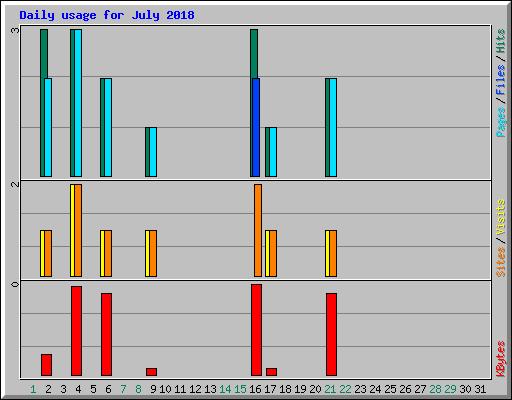 Daily usage for July 2018
3
2
0
Pages/Files/Hits
Sites/Visits
KBytes
1 2 3 4 5 6 7 8 9 10 11 12 13 14 15 16 17 18 19 20 21 22 23 24 25 26 27 28 29 30 31